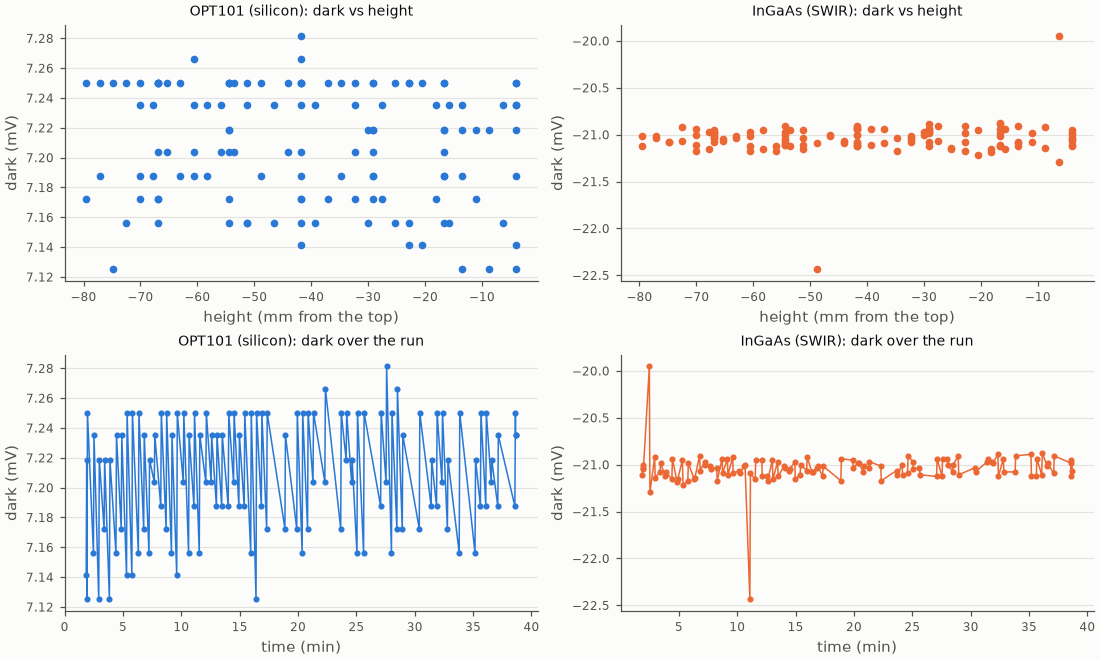 OPT101 (silicon): dark vs height
dark (mV)
7.28
7.26
7.24
7.22
7.20
7.18
7.16
7.14
7.12
−80 −70 −60 −50 −40 −30 −20 −10
height (mm from the top)
InGaAs (SWIR): dark vs height
dark (mV)
−20.0
−20.5
−21.0
−21.5
−22.0
−22.5
−80 −70 −60 −50 −40 −30 −20 −10
height (mm from the top)
OPT101 (silicon): dark over the run
dark (mV)
7.28
7.26
7.24
7.22
7.20
7.18
7.16
7.14
7.12
0 5 10 15 20 25 30 35 40
time (min)
InGaAs (SWIR): dark over the run
dark (mV)
−20.0
−20.5
−21.0
−21.5
−22.0
−22.5
5 10 15 20 25 30 35 40
time (min)